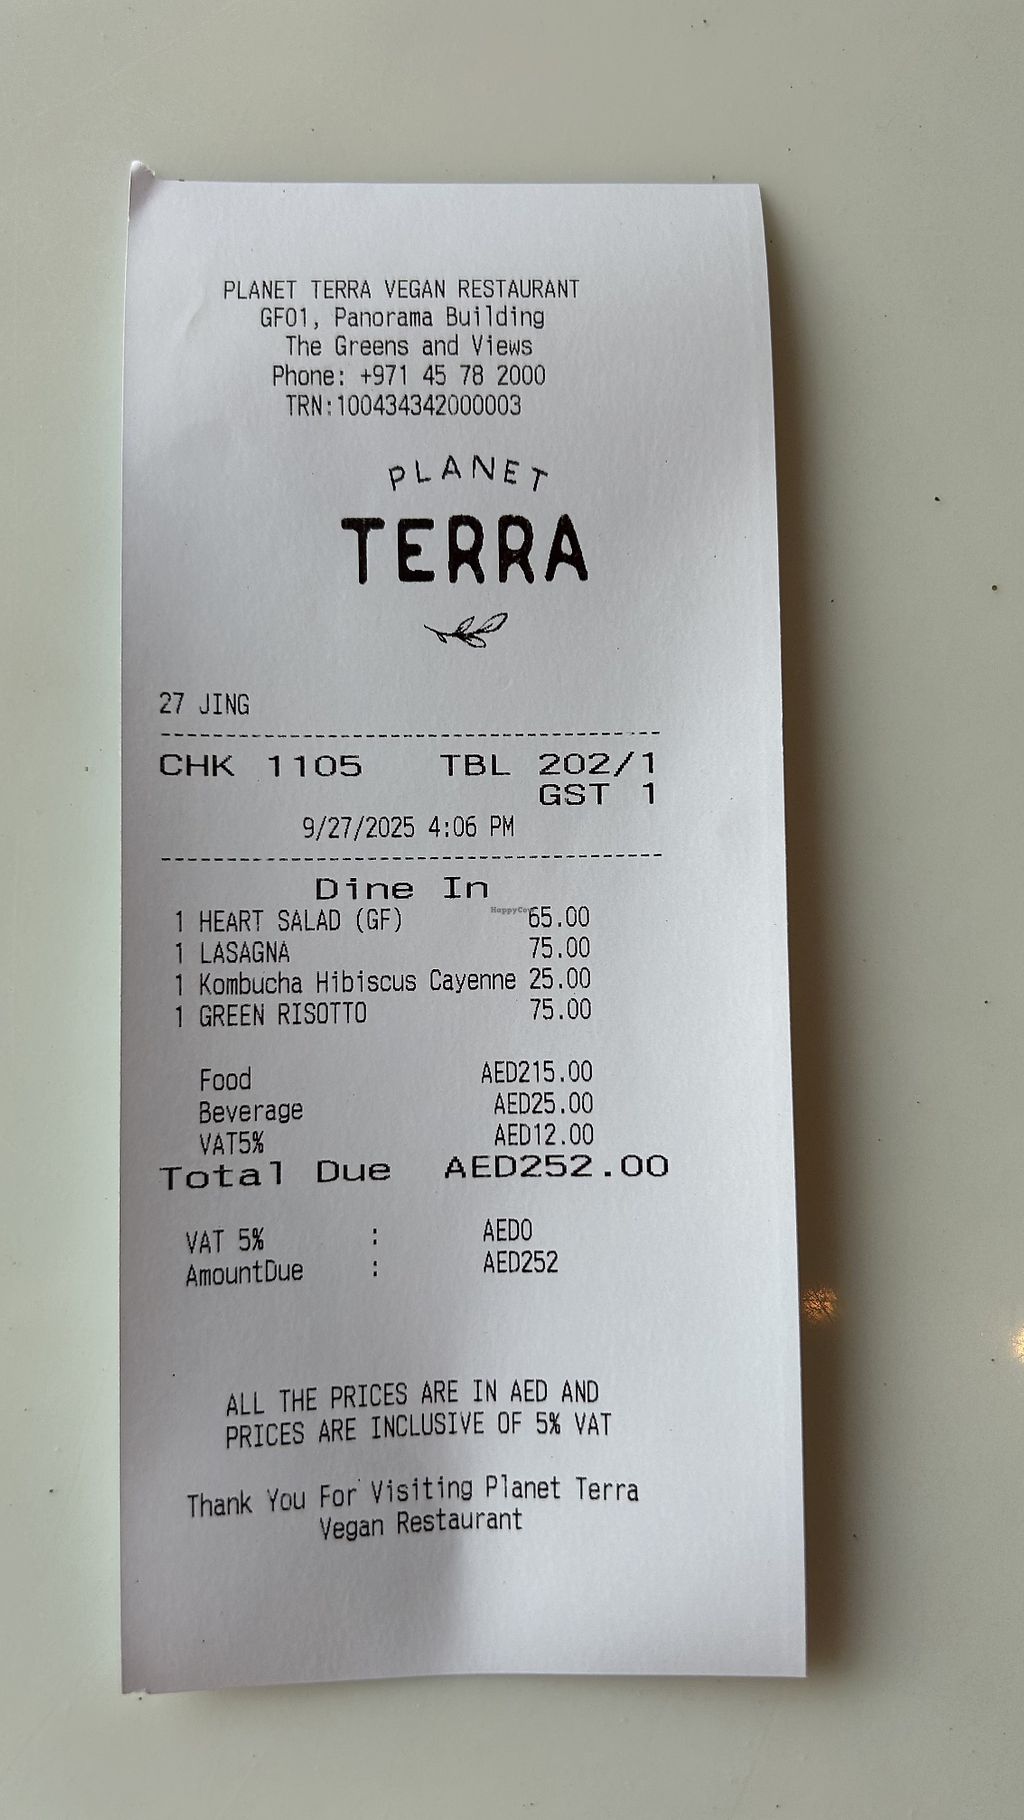 PLANET TERRA VEGAN RESTAURANT
GF01, Panorama Building
The Greens and Views
Phone: +971 45 78 2000
TRN:100434342000003
PLANET
TERRA
27 JING
CHK 1105 TBL 202/1
GST 1
9/27/2025 4:06 PM
Dine In
1 HEART SALAD (GF) 65.00
1 LASAGNA 75.00
1 Kombucha Hibiscus Cayenne 25.00
1 GREEN RISOTTO 75.00
Food AED215.00
Beverage AED25.00
VAT5% AED12.00
Total Due AED252.00
VAT 5% : AED0
AmountDue : AED252
ALL THE PRICES ARE IN AED AND
PRICES ARE INCLUSIVE OF 5% VAT
Thank You For Visiting Planet Terra
Vegan Restaurant
HappyCow